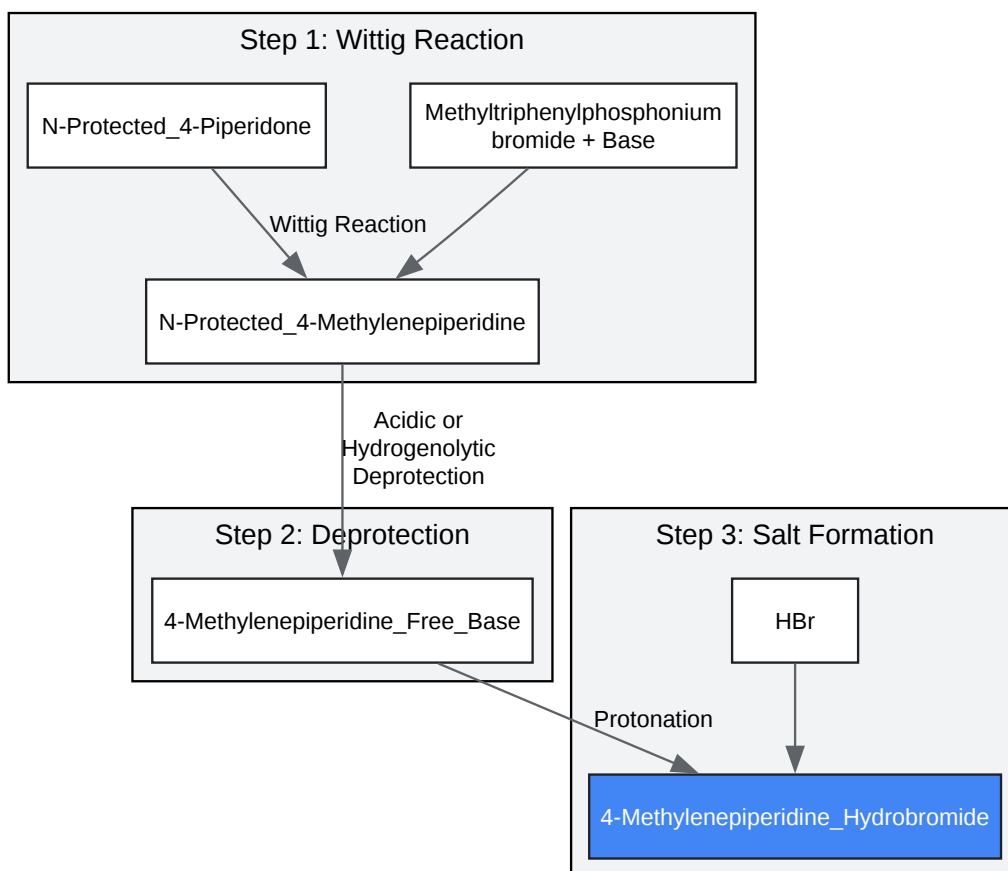 Step 1: Wittig Reaction
N-Protected_4-Piperidone
Methyltriphenylphosphonium
bromide + Base
Wittig Reaction
N-Protected_4-Methylenepiperidine
Acidic or
Hydrogenolytic
Deprotection
Step 2: Deprotection
4-Methylenepiperidine_Free_Base
Step 3: Salt Formation
HBr
Protonation
4-Methylenepiperidine_Hydrobromide